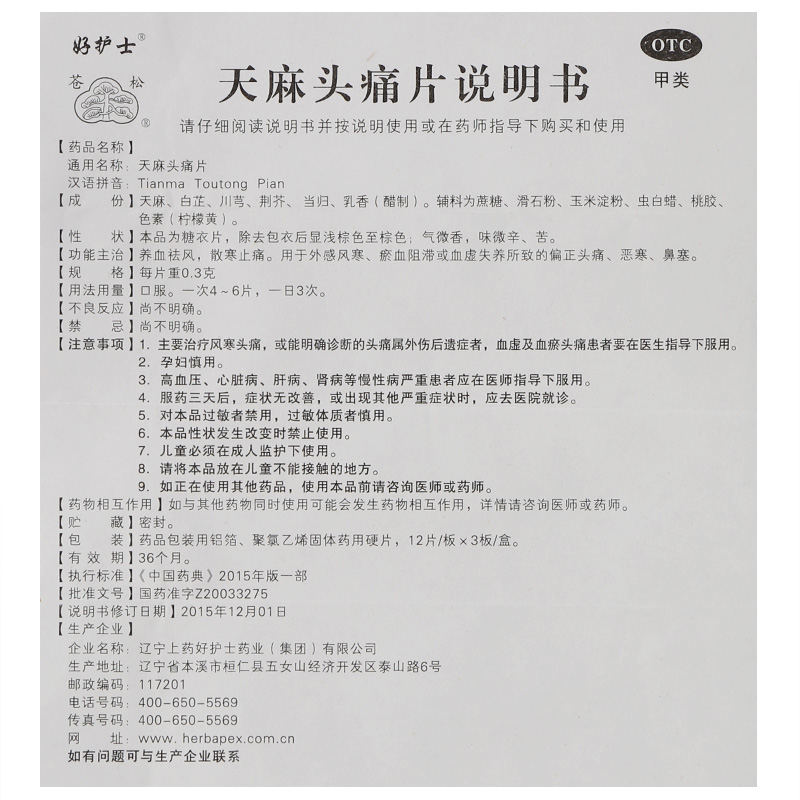 好护士®
OTC
甲类
苍 松
®
天麻头痛片说明书
请仔细阅读说明书并按说明使用或在药师指导下购买和使用
【药品名称】
通用名称：天麻头痛片
汉语拼音：Tianma Toutong Pian
【成　　份】天麻、白芷、川芎、荆芥、当归、乳香（醋制）。辅料为蔗糖、滑石粉、玉米淀粉、虫白蜡、桃胶、
色素（柠檬黄）。
【性　　状】本品为糖衣片，除去包衣后显浅棕色至棕色；气微香，味微辛、苦。
【功能主治】养血祛风，散寒止痛。用于外感风寒、瘀血阻滞或血虚失养所致的偏正头痛、恶寒、鼻塞。
【规　　格】每片重0.3克
【用法用量】口服。一次4～6片，一日3次。
【不良反应】尚不明确。
【禁　　忌】尚不明确。
【注意事项】1．主要治疗风寒头痛，或能明确诊断的头痛属外伤后遗症者，血虚及血瘀头痛患者要在医生指导下服用。
2．孕妇慎用。
3．高血压、心脏病、肝病、肾病等慢性病严重患者应在医师指导下服用。
4．服药三天后，症状无改善，或出现其他严重症状时，应去医院就诊。
5．对本品过敏者禁用，过敏体质者慎用。
6．本品性状发生改变时禁止使用。
7．儿童必须在成人监护下使用。
8．请将本品放在儿童不能接触的地方。
9．如正在使用其他药品，使用本品前请咨询医师或药师。
【药物相互作用】如与其他药物同时使用可能会发生药物相互作用，详情请咨询医师或药师。
【贮　　藏】密封。
【包　　装】药品包装用铝箔、聚氯乙烯固体药用硬片，12片/板×3板/盒。
【有 效 期】36个月。
【执行标准】《中国药典》2015年版一部
【批准文号】国药准字Z20033275
【说明书修订日期】2015年12月01日
【生产企业】
企业名称：辽宁上药好护士药业（集团）有限公司
生产地址：辽宁省本溪市桓仁县五女山经济开发区泰山路6号
邮政编码：117201
电话号码：400-650-5569
传真号码：400-650-5569
网　　址：www. herbapex.com.cn
如有问题可与生产企业联系